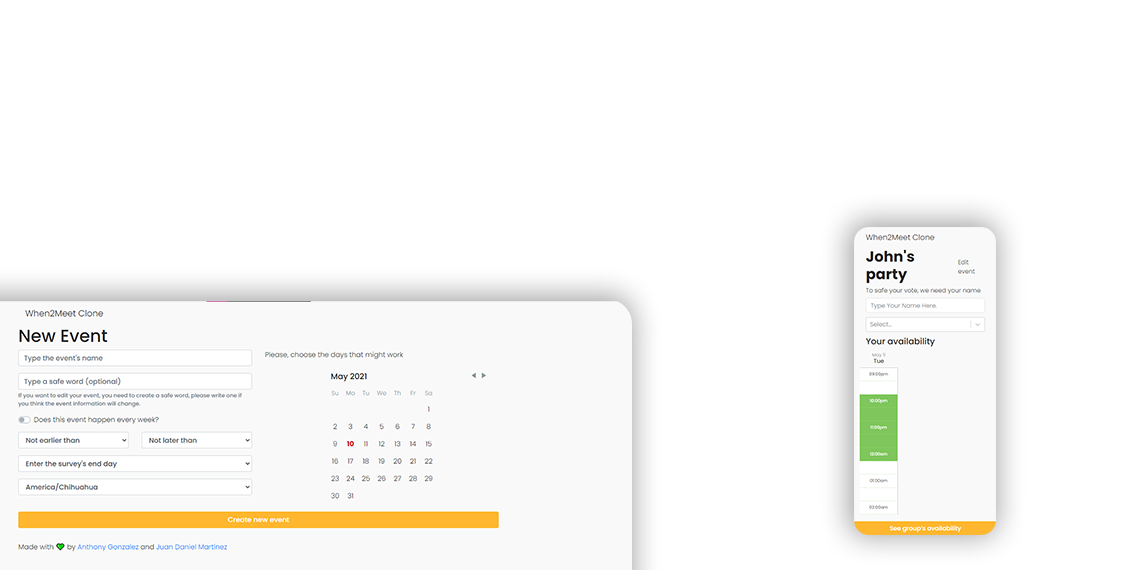 When2Meet Clone
New Event
Type the event's name
Type a safe word (optional)
If you want to edit your event, you need to create a safe word, please write one if
you think the event information will change.
Does this event happen every week?
Not earlier than Not later than
Enter the survey's end day
America/Chihuahua
Please, choose the days that might work
May 2021
Su Mo Tu We Th Fr Sa
1
2 3 4 5 6 7 8
9 10 11 12 13 14 15
16 17 18 19 20 21 22
23 24 25 26 27 28 29
30 31
Create new event
Made with 💚 by Anthony Gonzalez and Juan Daniel Martinez
When2Meet Clone
John's
party
Edit
event
To safe your vote, we need your name
Type Your Name Here.
Select...
Your availability
May 11
Tue
09:00pm
10:00pm
11:00pm
12:00am
01:00am
02:00am
See group's availability